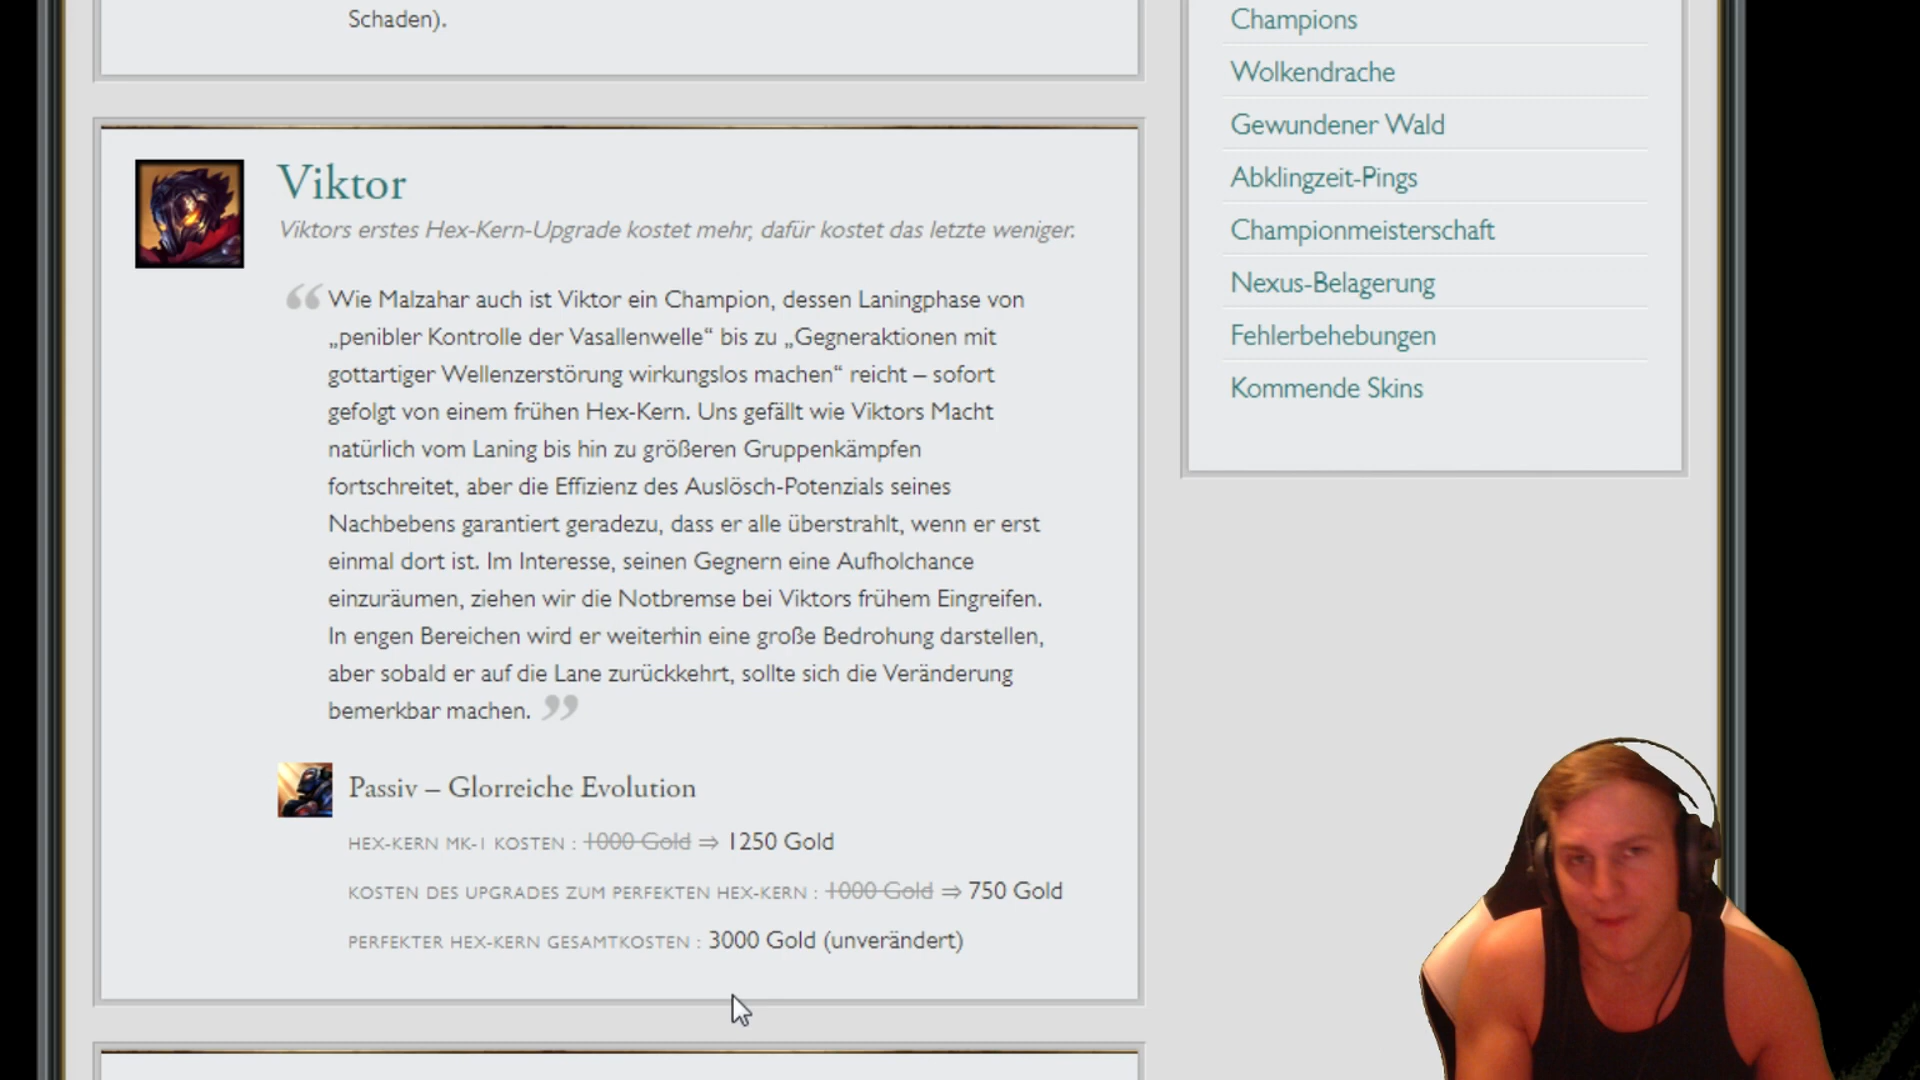 Schaden).
Viktor
Viktors erstes Hex-Kern-Upgrade kostet mehr, dafür kostet das letzte weniger.
“ Wie Malzahar auch ist Viktor ein Champion, dessen Laningphase von
„penibler Kontrolle der Vasallenwelle“ bis zu „Gegneraktionen mit
gottartiger Wellenzerstörung wirkungslos machen“ reicht – sofort
gefolgt von einem frühen Hex-Kern. Uns gefällt wie Viktors Macht
natürlich vom Laning bis hin zu größeren Gruppenkämpfen
fortschreitet, aber die Effizienz des Auslösch-Potenzials seines
Nachbebens garantiert geradezu, dass er alle überstrahlt, wenn er erst
einmal dort ist. Im Interesse, seinen Gegnern eine Aufholchance
einzuräumen, ziehen wir die Notbremse bei Viktors frühem Eingreifen.
In engen Bereichen wird er weiterhin eine große Bedrohung darstellen,
aber sobald er auf die Lane zurückkehrt, sollte sich die Veränderung
bemerkbar machen. ”
Passiv – Glorreiche Evolution
HEX-KERN MK-1 KOSTEN : 1000 Gold ⇒ 1250 Gold
KOSTEN DES UPGRADES ZUM PERFEKTEN HEX-KERN : 1000 Gold ⇒ 750 Gold
PERFEKTER HEX-KERN GESAMTKOSTEN : 3000 Gold (unverändert)
Champions
Wolkendrache
Gewundener Wald
Abklingzeit-Pings
Championmeisterschaft
Nexus-Belagerung
Fehlerbehebungen
Kommende Skins